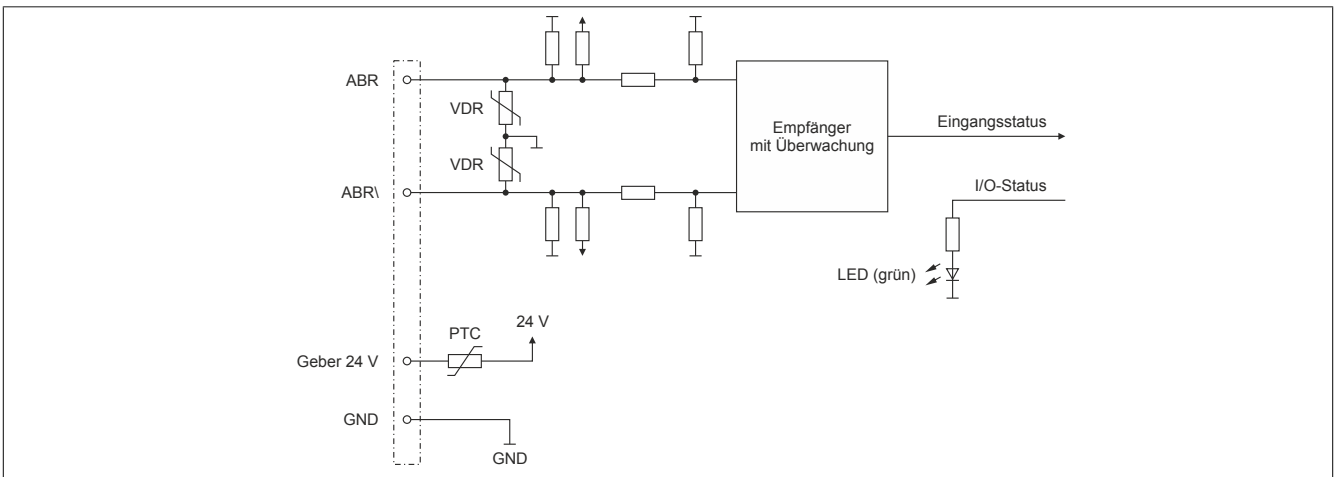 ABR
VDR
VDR
ABR\
Empfänger
mit Überwachung
Eingangsstatus
I/O-Status
LED (grün)
24 V
PTC
Geber 24 V
GND
GND